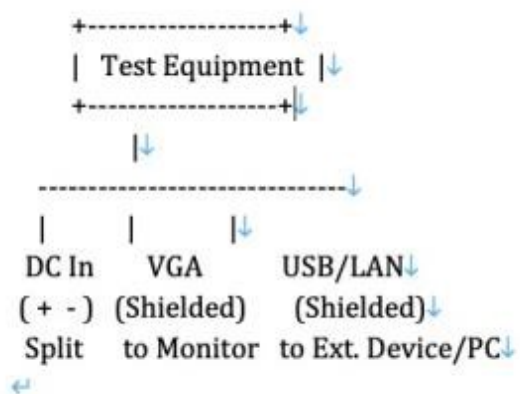 +--------------------+↓
| Test Equipment |↓
+--------------------+↓
|↓
------------------------------↓
| | |↓
DC In VGA USB/LAN↓
( + - ) (Shielded) (Shielded)↓
Split to Monitor to Ext. Device/PC↓
↵